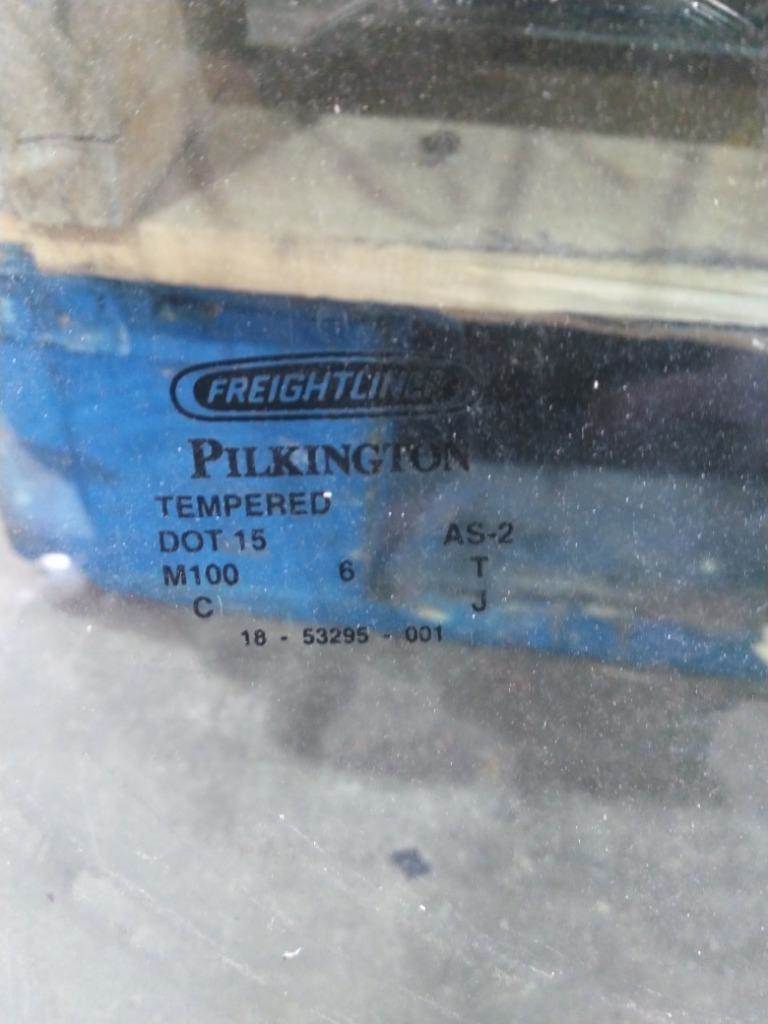 FREIGHTLINER
PILKINGTON
TEMPERED
DOT 15 AS-2
M100 6 T
C J
18 - 53295 - 001